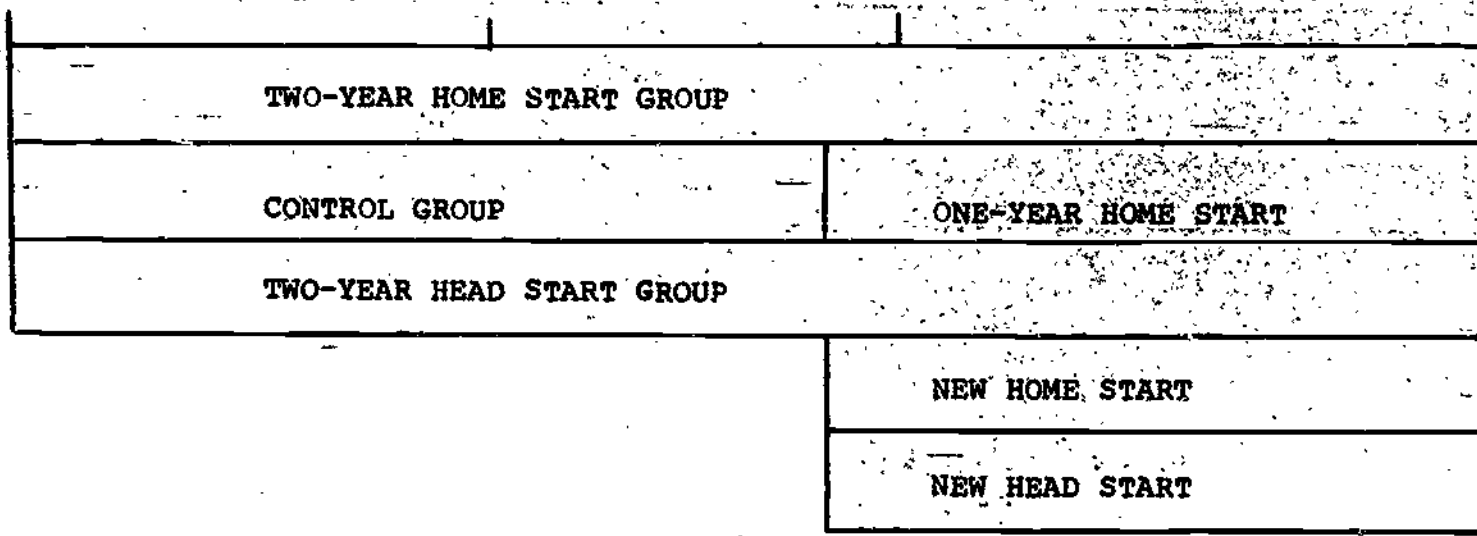 TWO-YEAR HOME START GROUP
CONTROL GROUP
ONE-YEAR HOME START
TWO-YEAR HEAD START GROUP
NEW HOME START
NEW HEAD START